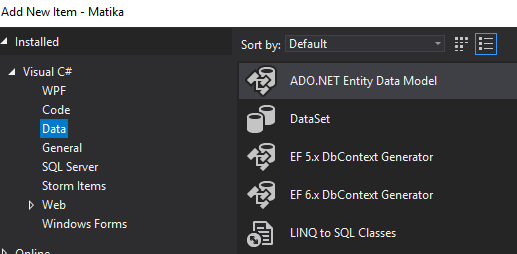 Add New Item - Matika
Installed
Sort by: Default
Visual C#
WPF
Code
Data
General
SQL Server
Storm Items
Web
Windows Forms
Online
ADO.NET Entity Data Model
DataSet
EF 5.x DbContext Generator
EF 6.x DbContext Generator
LINQ to SQL Classes